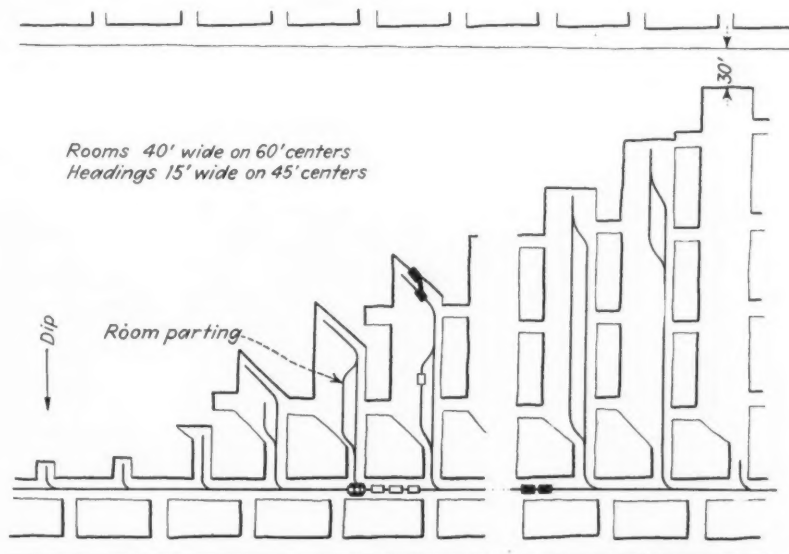 30'
Rooms 40' wide on 60' centers
Headings 15' wide on 45' centers
Dip
Room parting